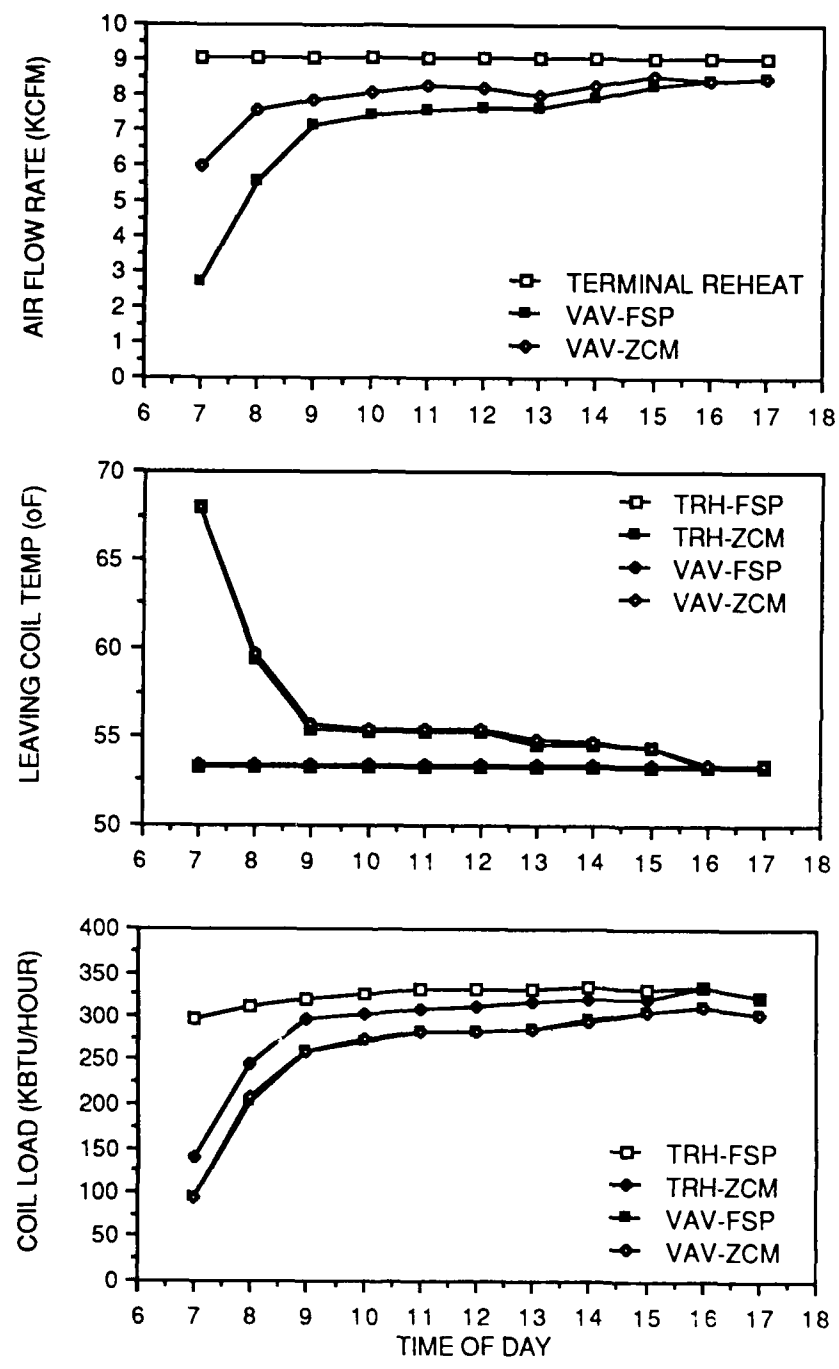 AIR FLOW RATE (KCFM)
10
9
8
7
6
5
4
3
2
1
0
TERMINAL REHEAT
VAV-FSP
VAV-ZCM
6 7 8 9 10 11 12 13 14 15 16 17 18
LEAVING COIL TEMP (oF)
70
65
60
55
50
TRH-FSP
TRH-ZCM
VAV-FSP
VAV-ZCM
6 7 8 9 10 11 12 13 14 15 16 17 18
COIL LOAD (KBTU/HOUR)
400
350
300
250
200
150
100
50
0
TRH-FSP
TRH-ZCM
VAV-FSP
VAV-ZCM
6 7 8 9 10 11 12 13 14 15 16 17 18
TIME OF DAY